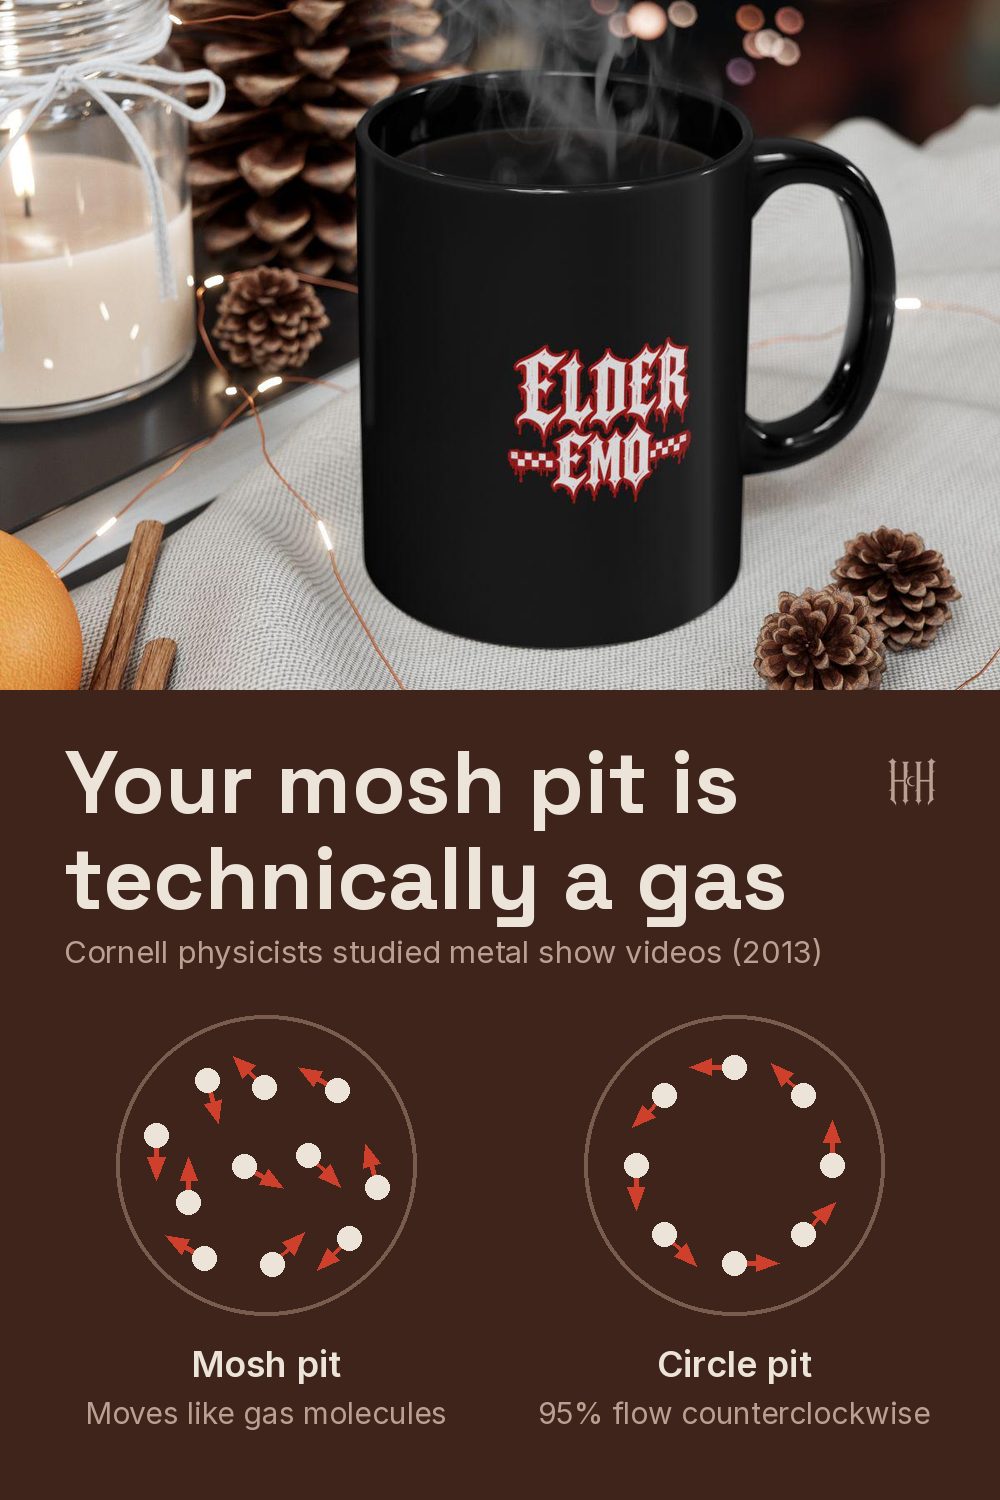 ELDER
EMO
Your mosh pit is
HCH
technically a gas
Cornell physicists studied metal show videos (2013)
Mosh pit
Circle pit
Moves like gas molecules
95% flow counterclockwise